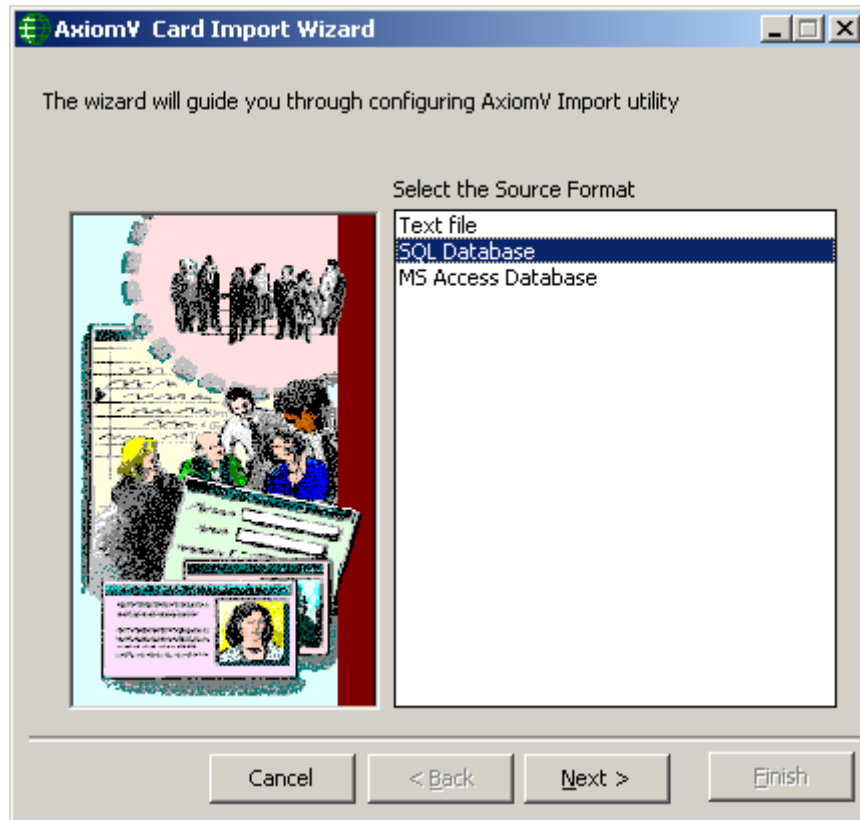 AxiomV Card Import Wizard
The wizard will guide you through configuring AxiomV Import utility
Select the Source Format
Text file
SQL Database
MS Access Database
Cancel
< Back
Next >
Finish